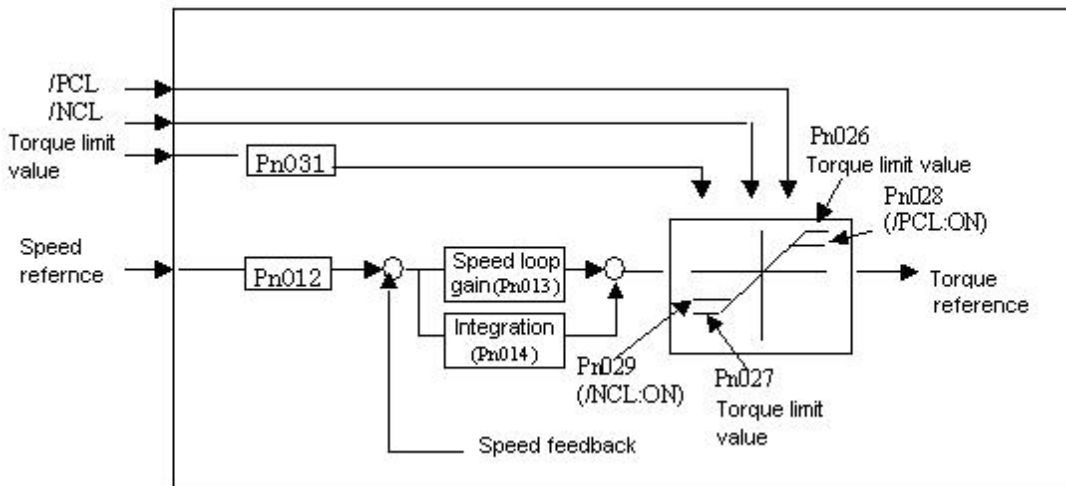 /PCL
/NCL
Torque limit
value
Pn031
Pn026
Torque limit value
Pn028
(/PCL:ON)
Speed
refernce
Pn012
Speed loop
gain(Pn013)
Integration
(Pn014)
Torque
reference
Pn029
(/NCL:ON)
Pn027
Torque limit
value
Speed feedback